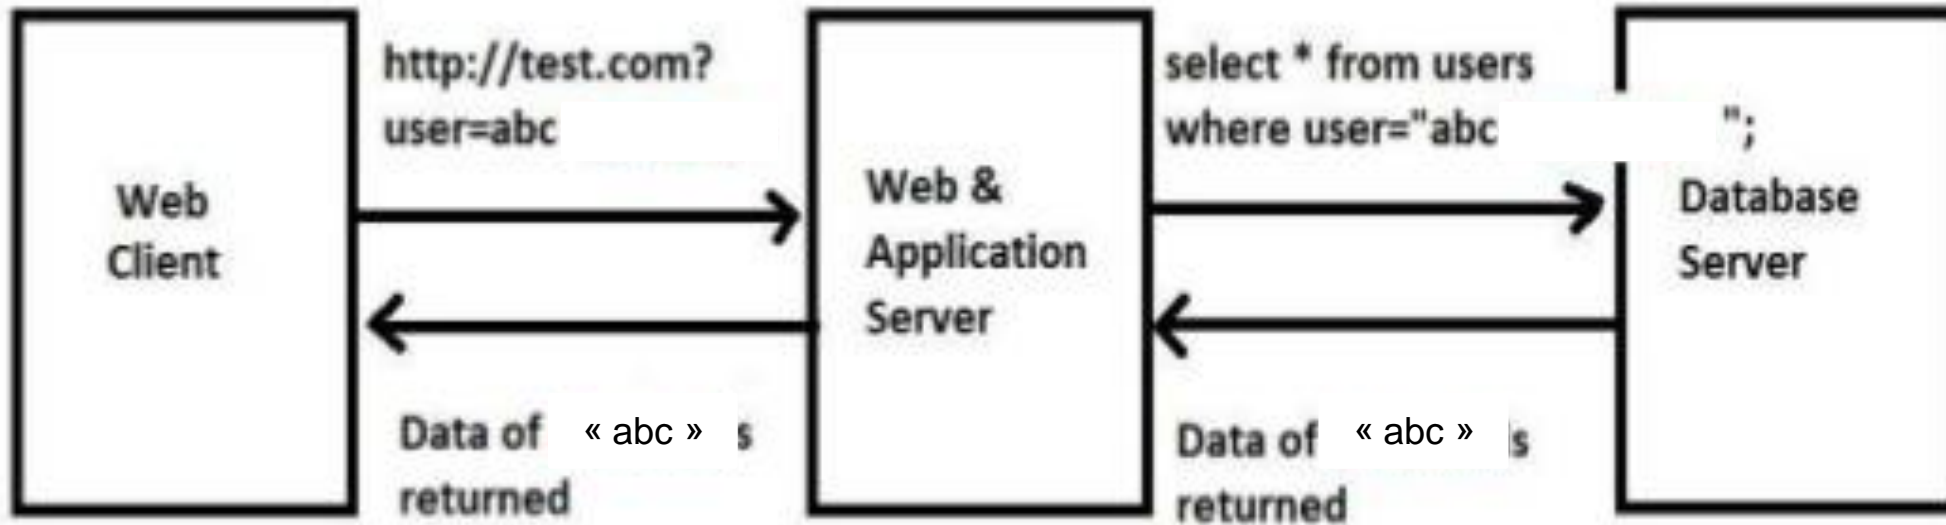 Web
Client
http://test.com?
user=abc
Data of « abc » s
returned
Web &
Application
Server
select * from users
where user="abc ";
Data of « abc » s
returned
Database
Server